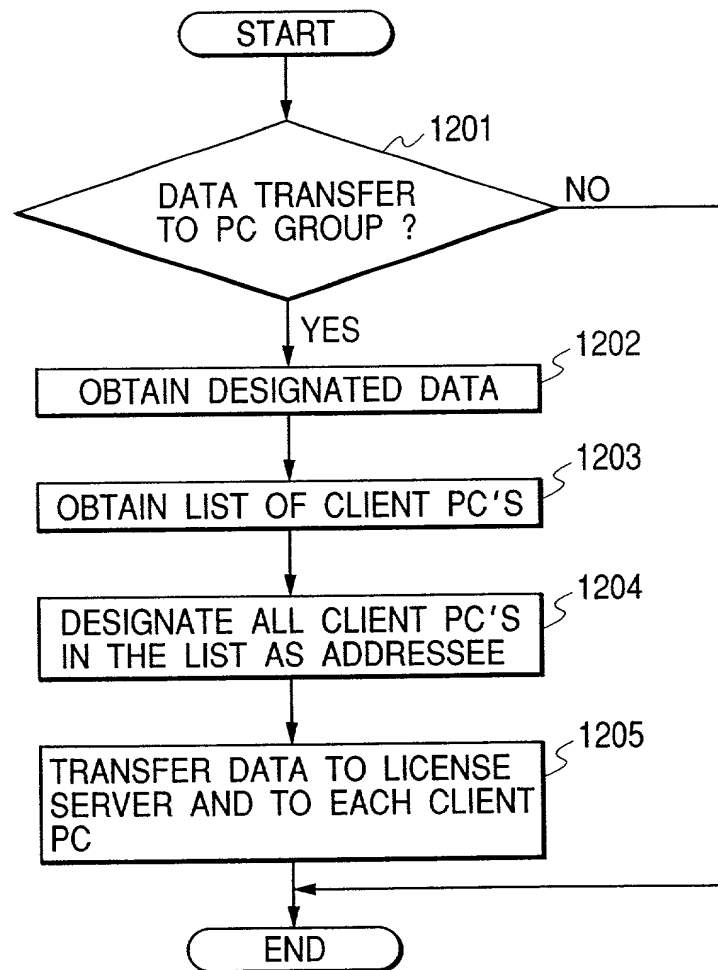 START
1201
DATA TRANSFER
TO PC GROUP ?
NO
YES
1202
OBTAIN DESIGNATED DATA
1203
OBTAIN LIST OF CLIENT PC'S
1204
DESIGNATE ALL CLIENT PC'S
IN THE LIST AS ADDRESSEE
1205
TRANSFER DATA TO LICENSE
SERVER AND TO EACH CLIENT
PC
END